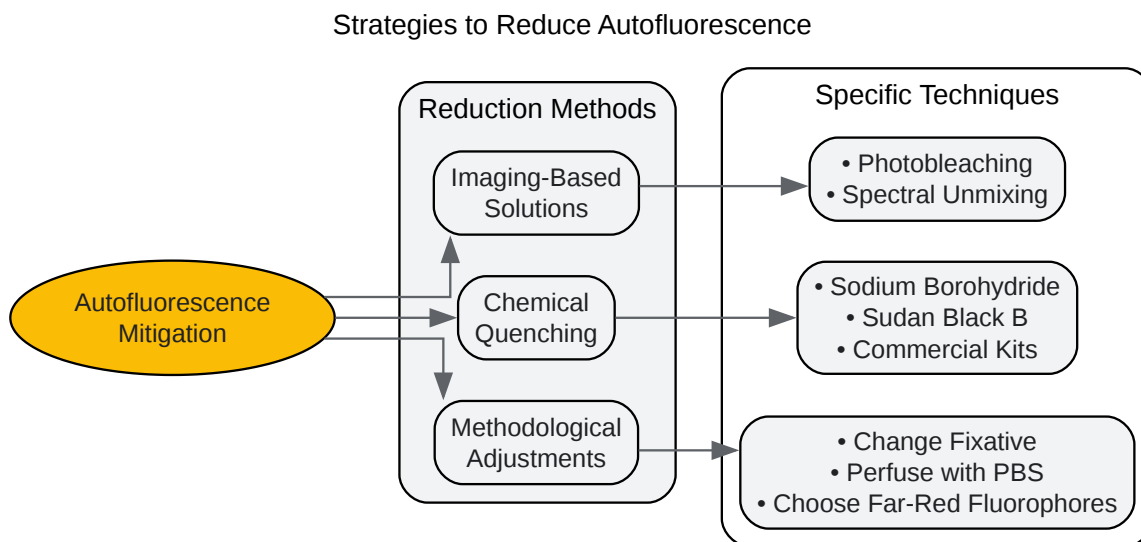 Strategies to Reduce Autofluorescence
Autofluorescence
Mitigation
Reduction Methods
Imaging-Based
Solutions
Chemical
Quenching
Methodological
Adjustments
Specific Techniques
• Photobleaching
• Spectral Unmixing
• Sodium Borohydride
• Sudan Black B
• Commercial Kits
• Change Fixative
• Perfuse with PBS
• Choose Far-Red Fluorophores